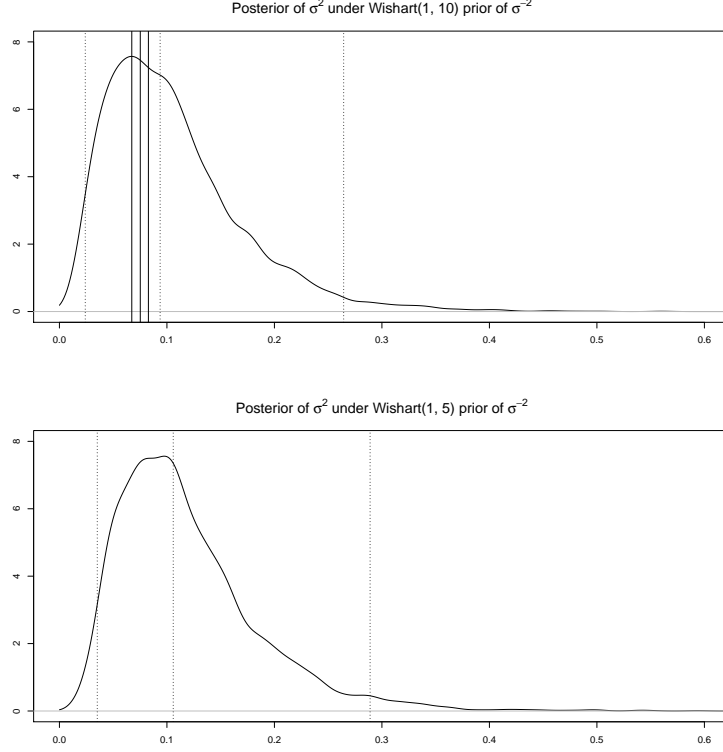 Posterior of σ² under Wishart(1, 10) prior of σ⁻²
8
6
4
2
0
0.0 0.1 0.2 0.3 0.4 0.5 0.6
Posterior of σ² under Wishart(1, 5) prior of σ⁻²
8
6
4
2
0
0.0 0.1 0.2 0.3 0.4 0.5 0.6